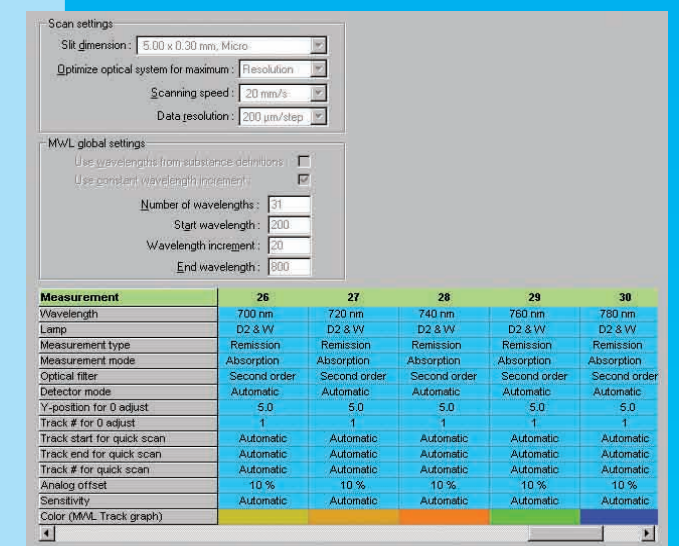 Scan settings
Slit dimension : 5.00 x 0.30 mm, Micro
Optimize optical system for maximum : Resolution
Scanning speed : 20 mm/s
Data resolution : 200 µm/step
MWL global settings
Use wavelengths from substance definitions :
Use constant wavelength increment :
Number of wavelengths : 31
Start wavelength : 200
Wavelength increment : 20
End wavelength : 800
Measurement 26 27 28 29 30
Wavelength 700 nm 720 nm 740 nm 760 nm 780 nm
Lamp D2 & W D2 & W D2 & W D2 & W D2 & W
Measurement type Remission Remission Remission Remission Remission
Measurement mode Absorption Absorption Absorption Absorption Absorption
Optical filter Second order Second order Second order Second order Second order
Detector mode Automatic Automatic Automatic Automatic Automatic
Y-position for 0 adjust 5.0 5.0 5.0 5.0 5.0
Track # for 0 adjust 1 1 1 1 1
Track start for quick scan Automatic Automatic Automatic Automatic Automatic
Track end for quick scan Automatic Automatic Automatic Automatic Automatic
Track # for quick scan Automatic Automatic Automatic Automatic Automatic
Analog offset 10 % 10 % 10 % 10 % 10 %
Sensitivity Automatic Automatic Automatic Automatic Automatic
Color (MWL Track graph)